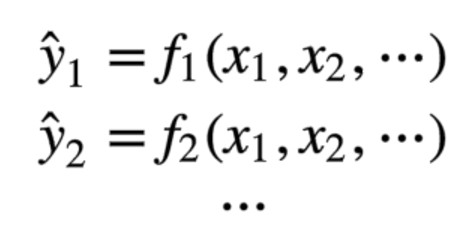 ŷ₁ = f₁(x₁, x₂, ⋯)
ŷ₂ = f₂(x₁, x₂, ⋯)
⋯